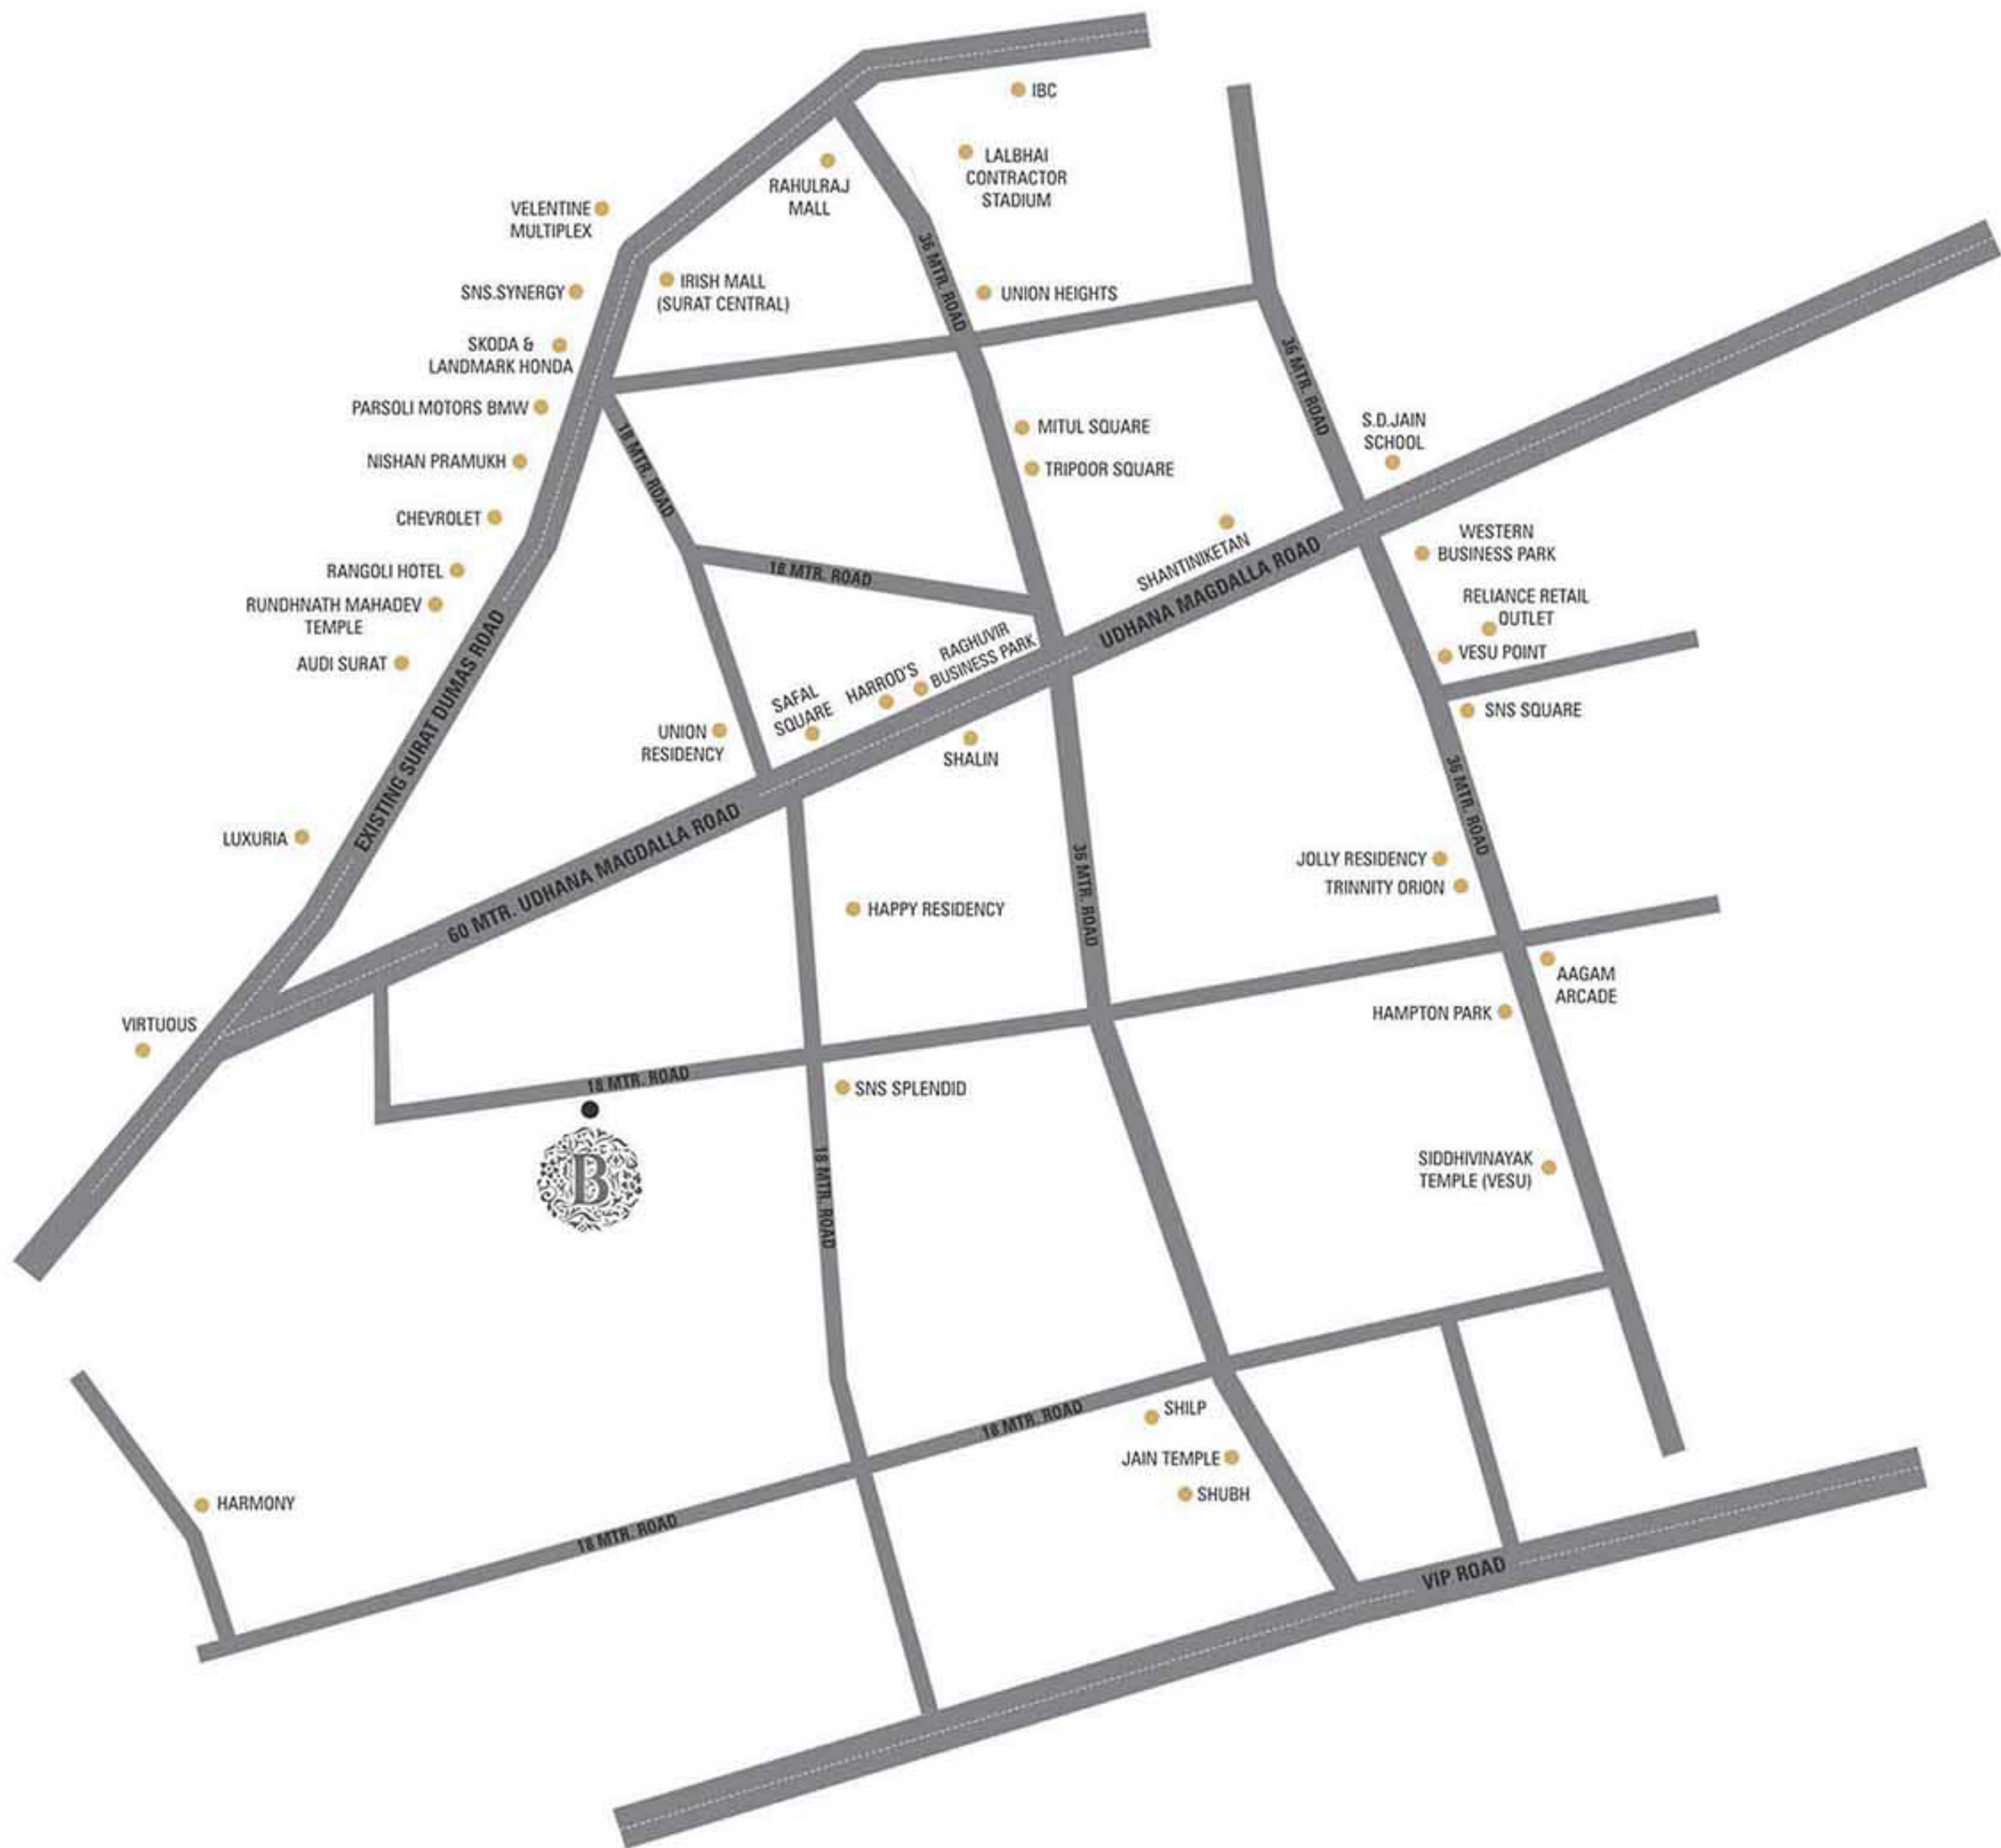 IBC
LALBHAI
CONTRACTOR
STADIUM
RAHULRAJ
MALL
VELENTINE
MULTIPLEX
36 MTR. ROAD
SNS.SYNERGY
IRISH MALL
(SURAT CENTRAL)
UNION HEIGHTS
SKODA &
LANDMARK HONDA
36 MTR. ROAD
PARSOLI MOTORS BMW
18 MTR. ROAD
MITUL SQUARE
S.D.JAIN
SCHOOL
NISHAN PRAMUKH
TRIPOOR SQUARE
CHEVROLET
SHANTINIKETAN
WESTERN
BUSINESS PARK
RANGOLI HOTEL
18 MTR. ROAD
UDHANA MAGDALLA ROAD
RUNDHNATH MAHADEV
TEMPLE
RELIANCE RETAIL
OUTLET
AUDI SURAT
VESU POINT
EXISTING SURAT DUMAS ROAD
RAGHUVIR
BUSINESS PARK
HARROD'S
SAFAL
SQUARE
SNS SQUARE
UNION
RESIDENCY
SHALIN
36 MTR. ROAD
LUXURIA
60 MTR. UDHANA MAGDALLA ROAD
36 MTR. ROAD
JOLLY RESIDENCY
TRINNITY ORION
HAPPY RESIDENCY
AAGAM
ARCADE
HAMPTON PARK
VIRTUOUS
18 MTR. ROAD
SNS SPLENDID
B
18 MTR. ROAD
SIDDHIVINAYAK
TEMPLE (VESU)
18 MTR. ROAD
SHILP
JAIN TEMPLE
SHUBH
HARMONY
18 MTR. ROAD
VIP ROAD